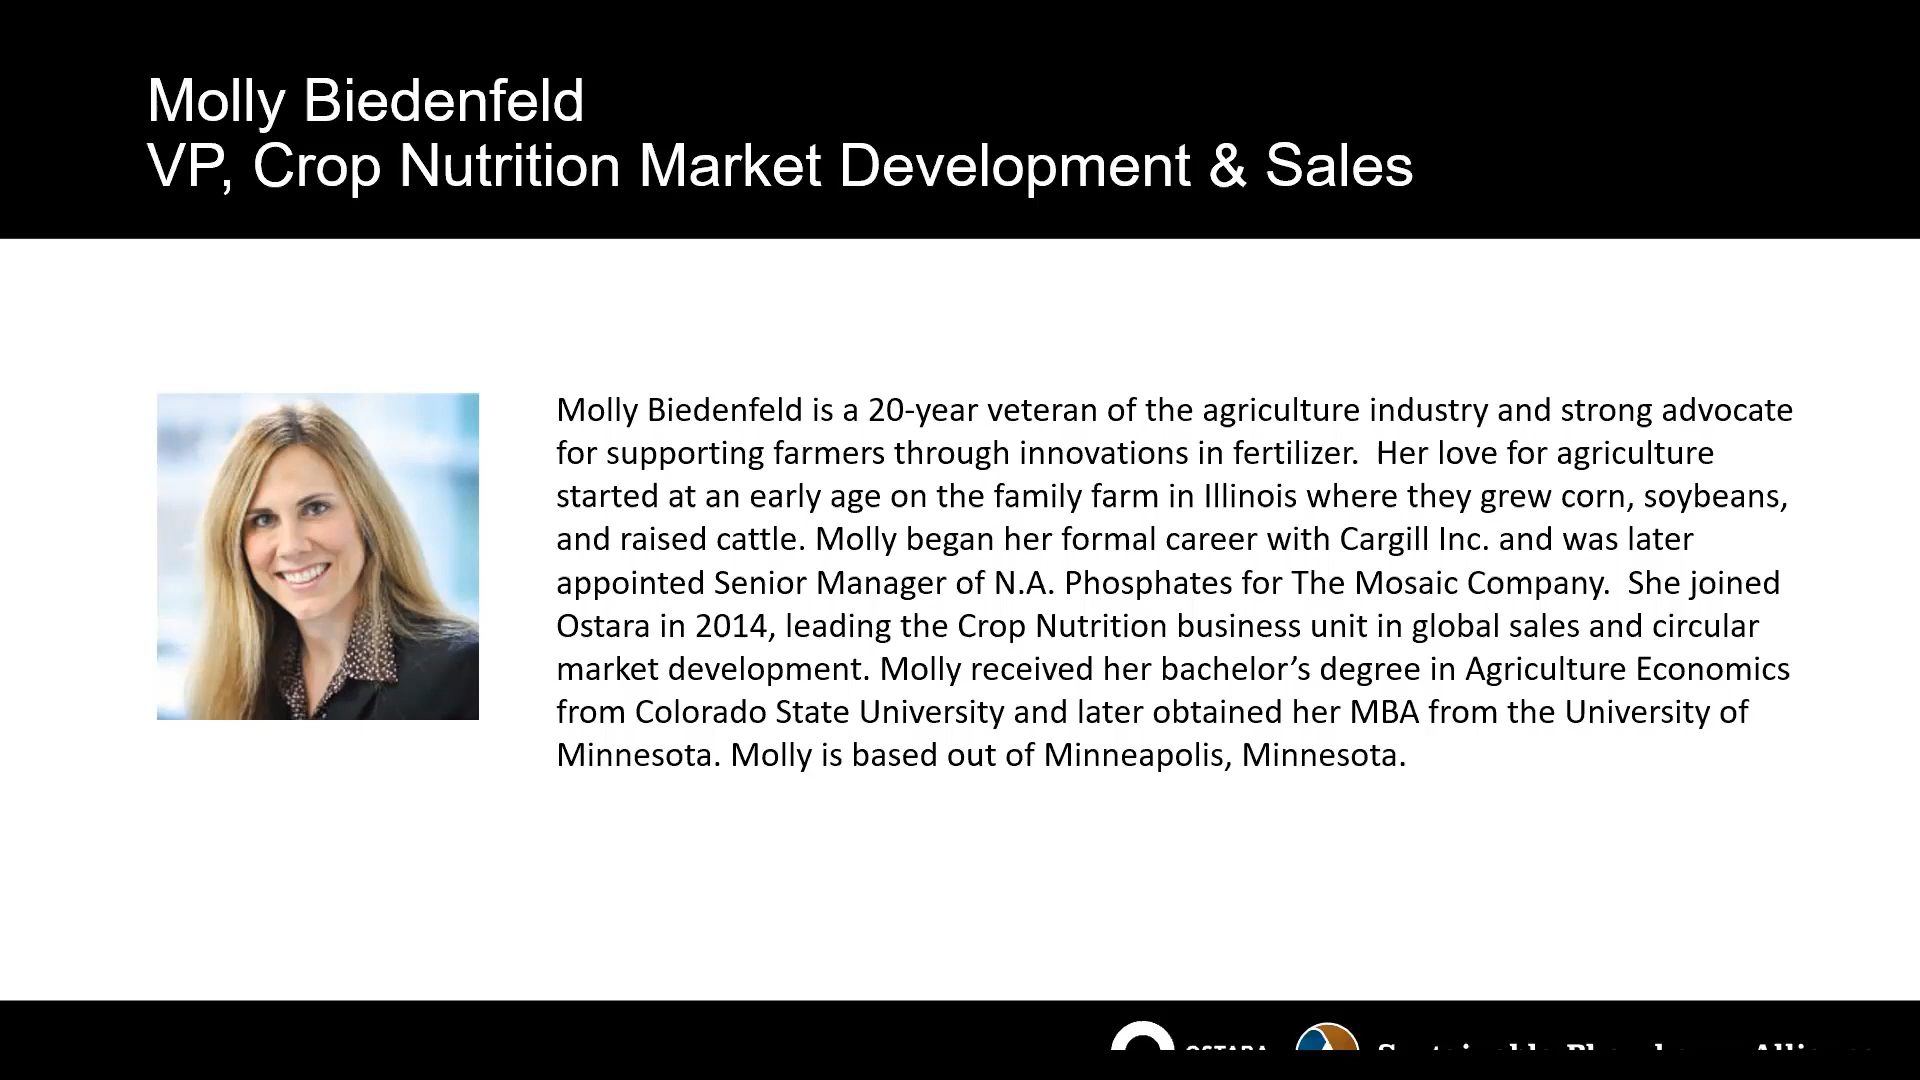 Molly Biedenfeld
VP, Crop Nutrition Market Development & Sales
Molly Biedenfeld is a 20-year veteran of the agriculture industry and strong advocate
for supporting farmers through innovations in fertilizer.  Her love for agriculture
started at an early age on the family farm in Illinois where they grew corn, soybeans,
and raised cattle. Molly began her formal career with Cargill Inc. and was later
appointed Senior Manager of N.A. Phosphates for The Mosaic Company.  She joined
Ostara in 2014, leading the Crop Nutrition business unit in global sales and circular
market development. Molly received her bachelor’s degree in Agriculture Economics
from Colorado State University and later obtained her MBA from the University of
Minnesota. Molly is based out of Minneapolis, Minnesota.
OSTARA